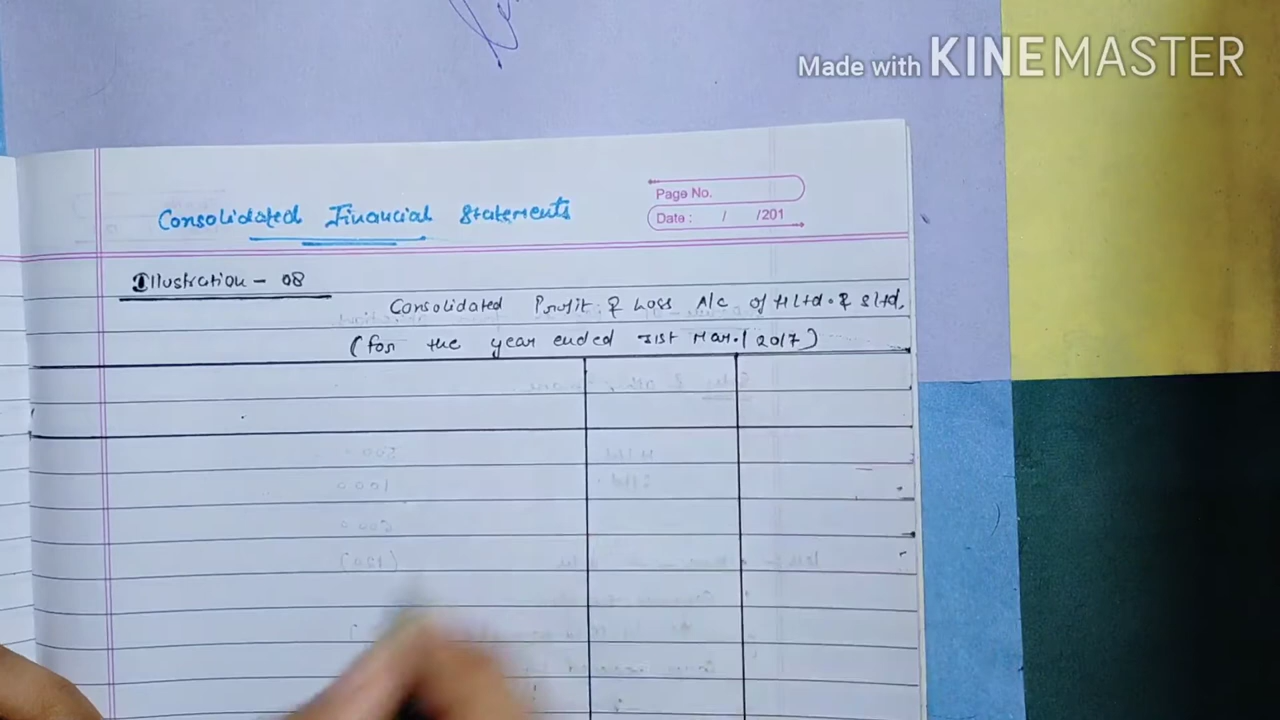 Made with KINEMASTER
Page No.
Consolidated Financial Statements
Date : / /201
Illustration - 08
Consolidated Profit & Loss A/c of H Ltd. & S Ltd.
(for the year ended 31st Mar. 2017)